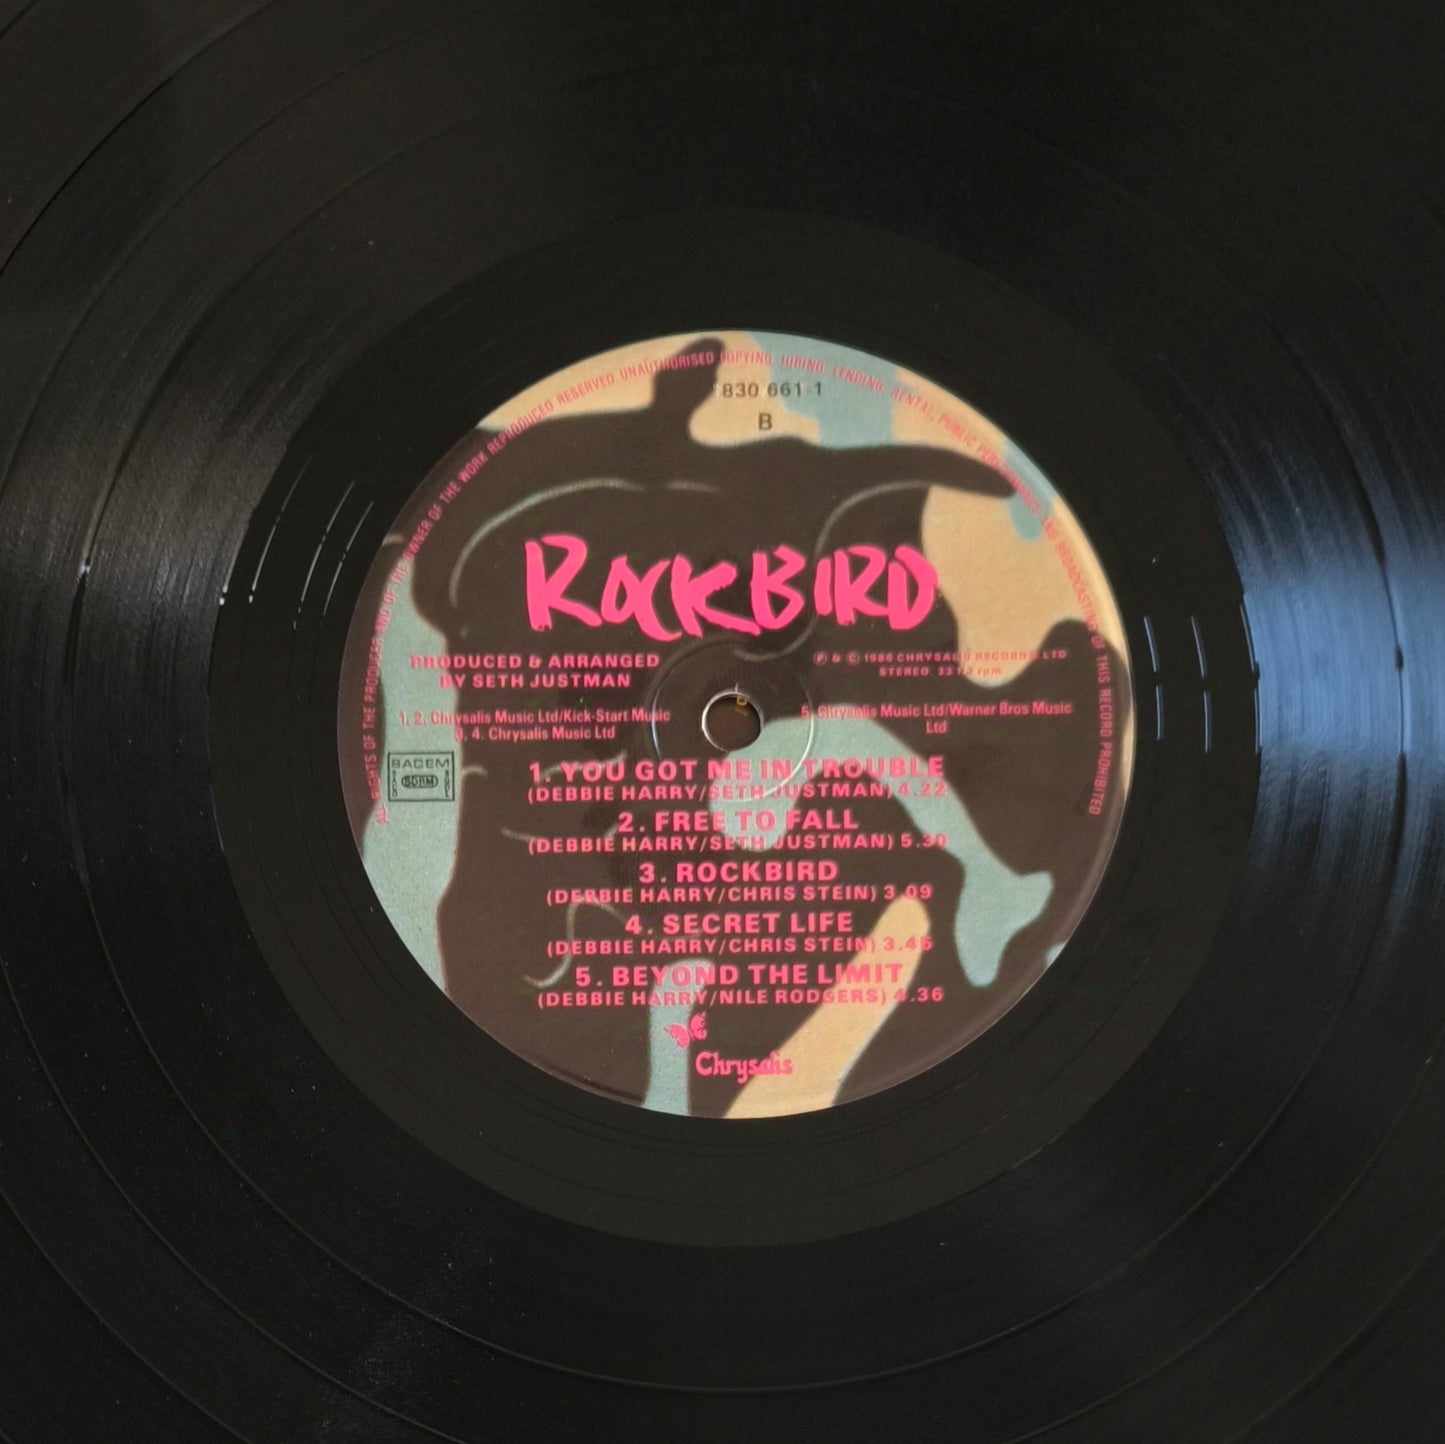 ALL RIGHTS OF THE PRODUCER AND OF THE OWNER OF THE WORK REPRODUCED RESERVED. UNAUTHORISED COPYING, HIRING, LENDING, RENTAL, PUBLIC PERFORMANCE, AND BROADCASTING OF THIS RECORD PROHIBITED
830 661-1
B
ROCKBIRD
PRODUCED & ARRANGED
BY SETH JUSTMAN
℗ & © 1986 CHRYSALIS RECORDS LTD
STEREO 33 1/3 rpm
1, 2. Chrysalis Music Ltd/Kick-Start Music
3, 4. Chrysalis Music Ltd
5. Chrysalis Music Ltd/Warner Bros Music
Ltd
SACEM
SDRM
1. YOU GOT ME IN TROUBLE
(DEBBIE HARRY/SETH JUSTMAN) 4.22
2. FREE TO FALL
(DEBBIE HARRY/SETH JUSTMAN) 5.30
3. ROCKBIRD
(DEBBIE HARRY/CHRIS STEIN) 3.09
4. SECRET LIFE
(DEBBIE HARRY/CHRIS STEIN) 3.45
5. BEYOND THE LIMIT
(DEBBIE HARRY/NILE RODGERS) 4.36
Chrysalis